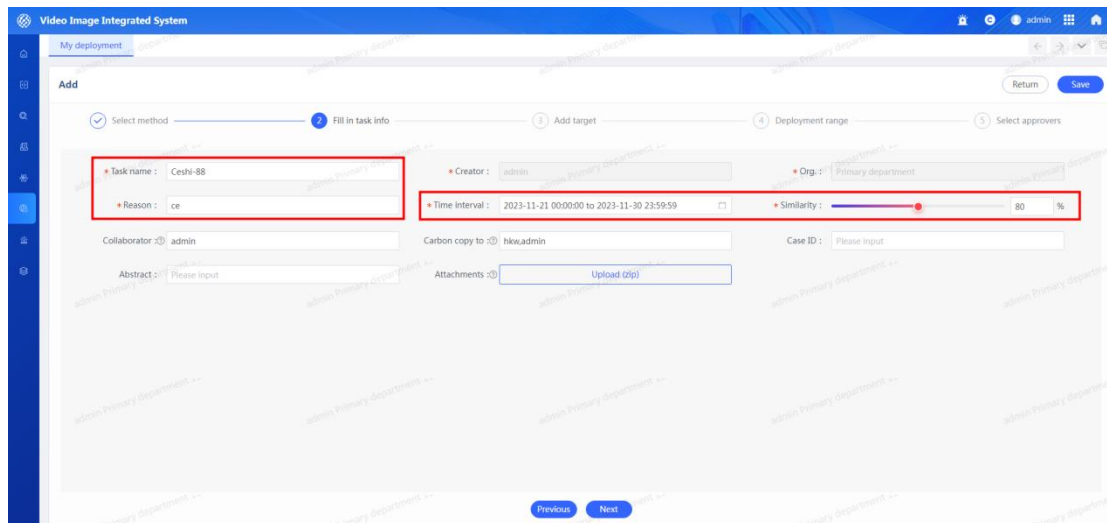 Video Image Integrated System
admin
My deployment
Add
Return
Save
Select method
2 Fill in task info
3 Add target
4 Deployment range
5 Select approvers
* Task name : Ceshi-88
* Creator : admin
* Org. : Primary department
* Reason : ce
* Time interval : 2023-11-21 00:00:00 to 2023-11-30 23:59:59
* Similarity : 80 %
Collaborator : admin
Carbon copy to : hkw,admin
Case ID : Please input
Abstract : Please input
Attachments : Upload (zip)
Previous
Next
admin Primary department